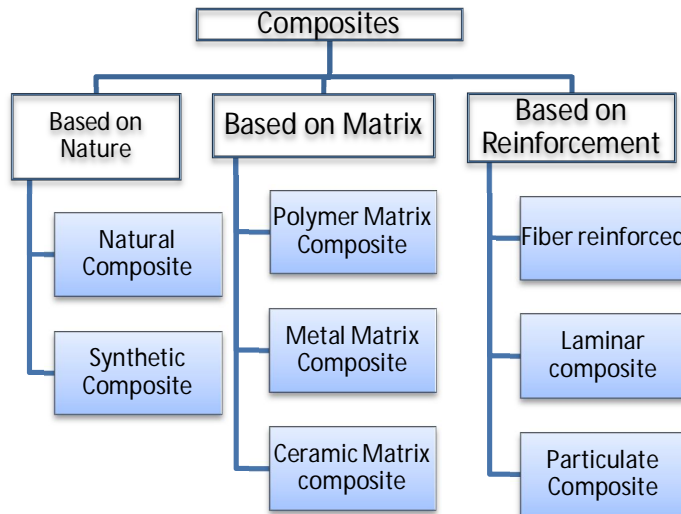 Composites
Based on
Nature
Natural
Composite
Synthetic
Composite
Based on Matrix
Polymer Matrix
Composite
Metal Matrix
Composite
Ceramic Matrix
composite
Based on
Reinforcement
Fiber reinforced
Laminar
composite
Particulate
Composite